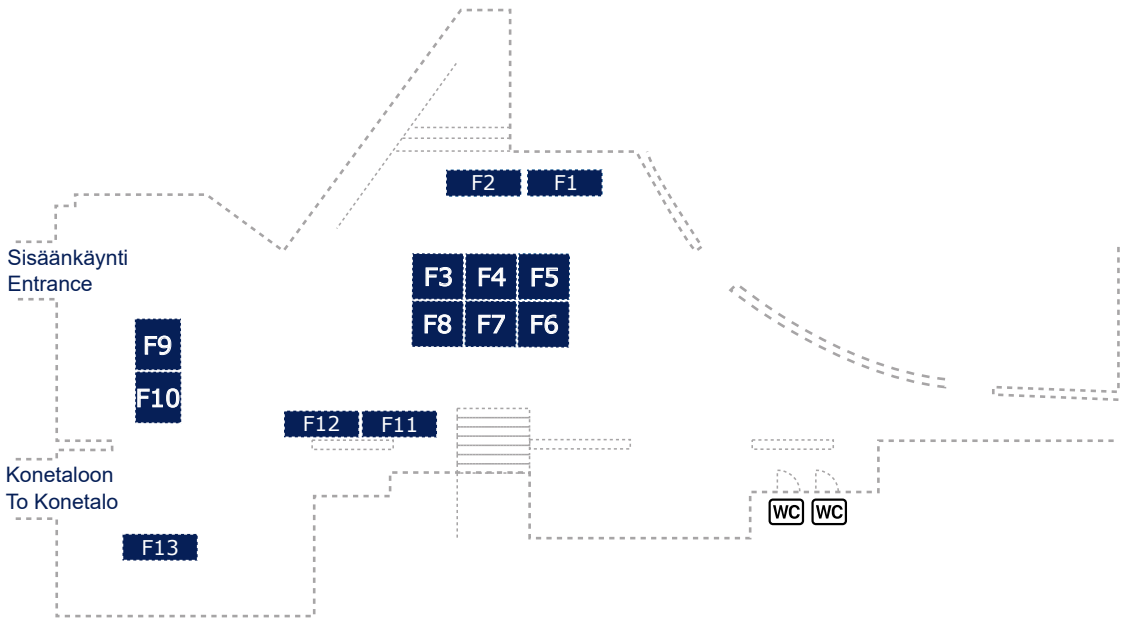 F2
F1
Sisäänkäynti
Entrance
F3
F4
F5
F8
F7
F6
F9
F10
F12
F11
Konetaloon
To Konetalo
WC
WC
F13